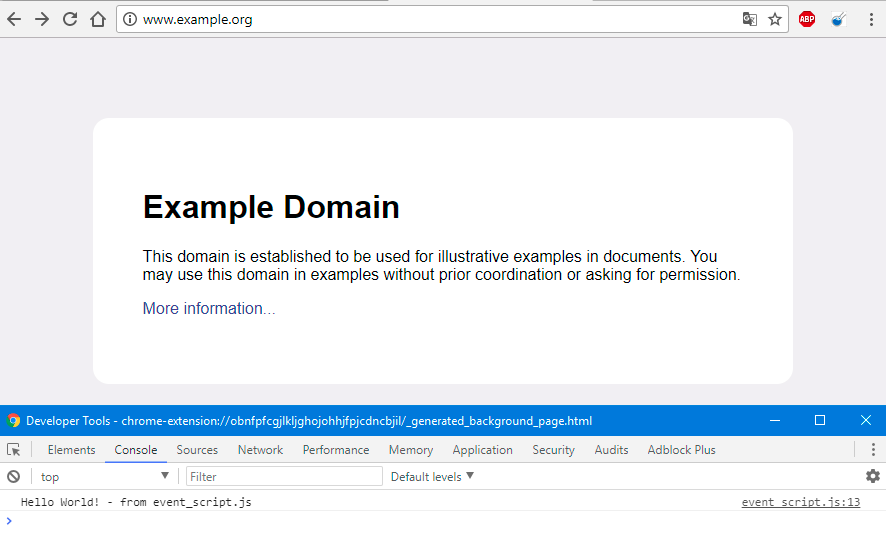 www.example.org
ABP
Example Domain
This domain is established to be used for illustrative examples in documents. You
may use this domain in examples without prior coordination or asking for permission.
More information...
Developer Tools - chrome-extension://obnfpfcgjlkljghojohhjfpjcdncbjil/_generated_background_page.html
Elements Console Sources Network Performance Memory Application Security Audits Adblock Plus
top Filter Default levels
Hello World! - from event_script.js event_script.js:13